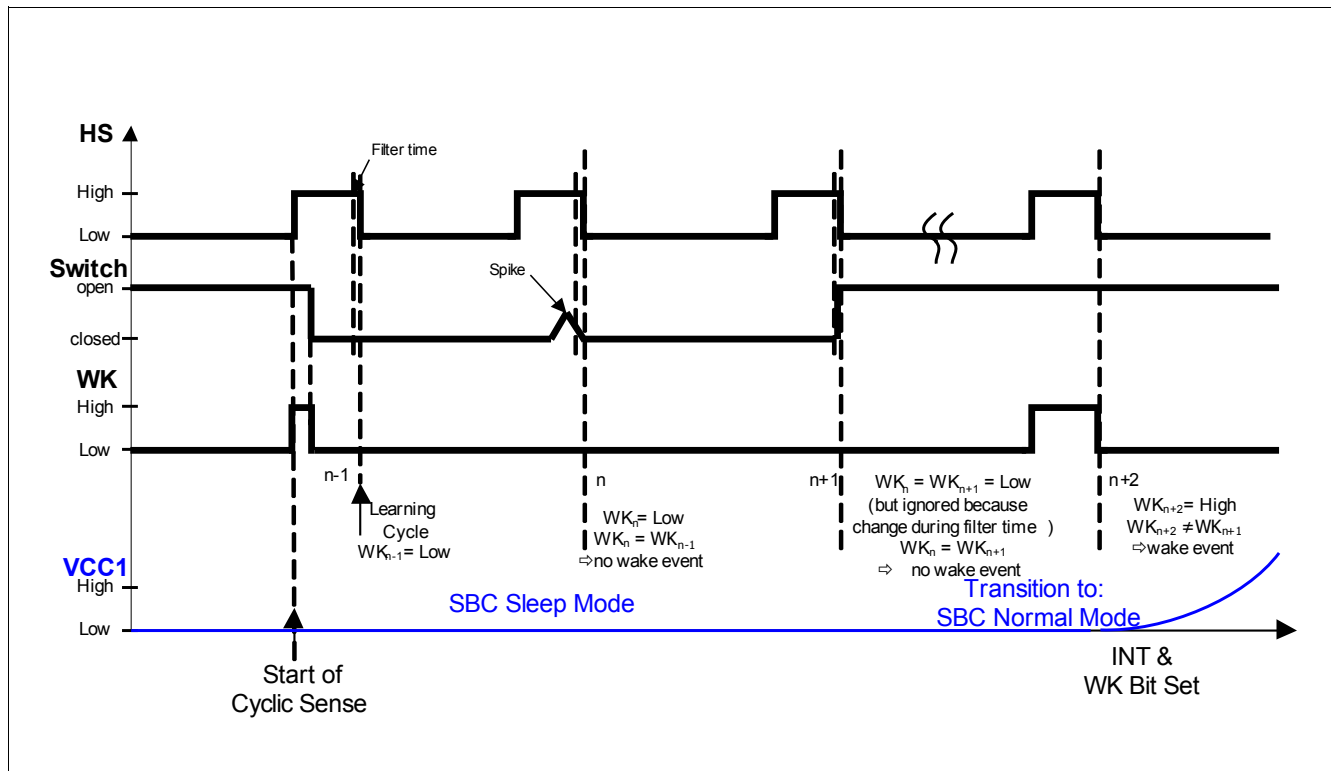 HS
Filter time
High
Low
Switch
open
Spike
closed
WK
High
Low
n-1
n
n+1
n+2
Learning
Cycle
WKn-1= Low
WKn= Low
WKn = WKn-1
⇨no wake event
WKn = WKn+1 = Low
(but ignored because
change during filter time )
WKn = WKn+1
⇨ no wake event
WKn+2= High
WKn+2 ≠WKn+1
⇨wake event
VCC1
High
Low
SBC Sleep Mode
Transition to:
SBC Normal Mode
Start of
Cyclic Sense
INT &
WK Bit Set